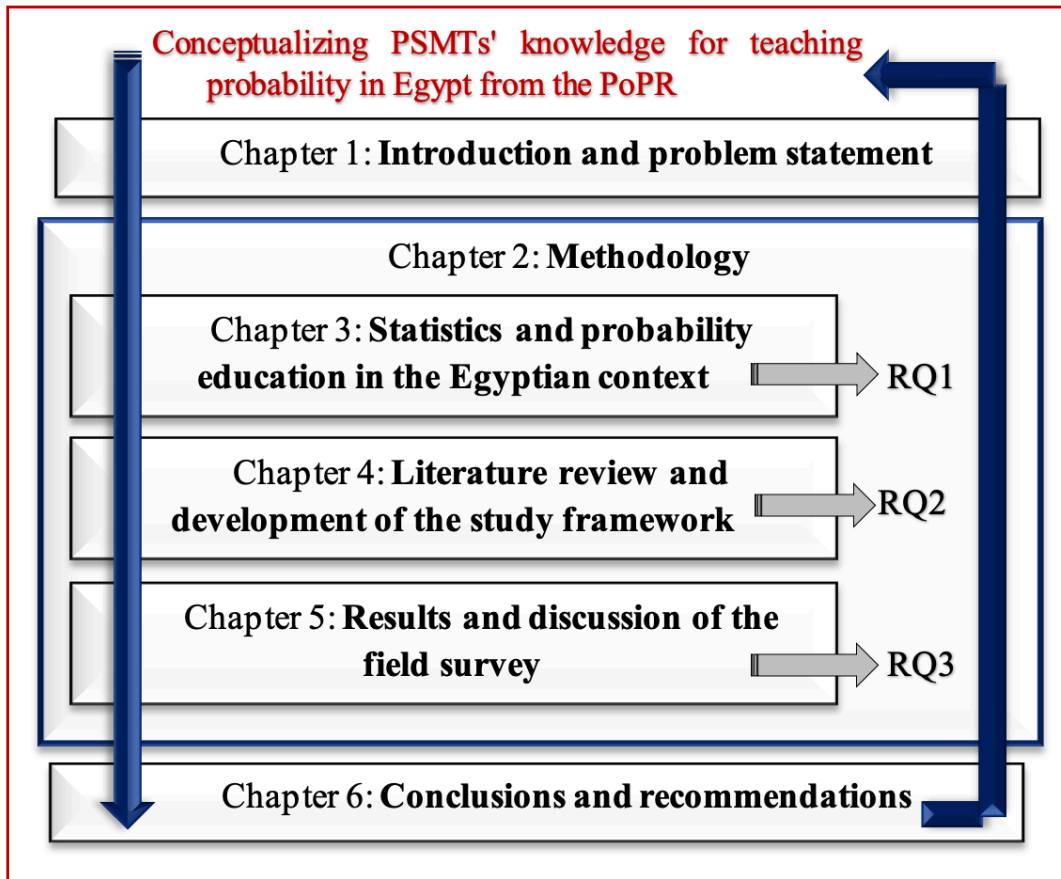 Conceptualizing PSMTs' knowledge for teaching
probability in Egypt from the PoPR
Chapter 1: Introduction and problem statement
Chapter 2: Methodology
Chapter 3: Statistics and probability
education in the Egyptian context
RQ1
Chapter 4: Literature review and
development of the study framework
RQ2
Chapter 5: Results and discussion of the
field survey
RQ3
Chapter 6: Conclusions and recommendations